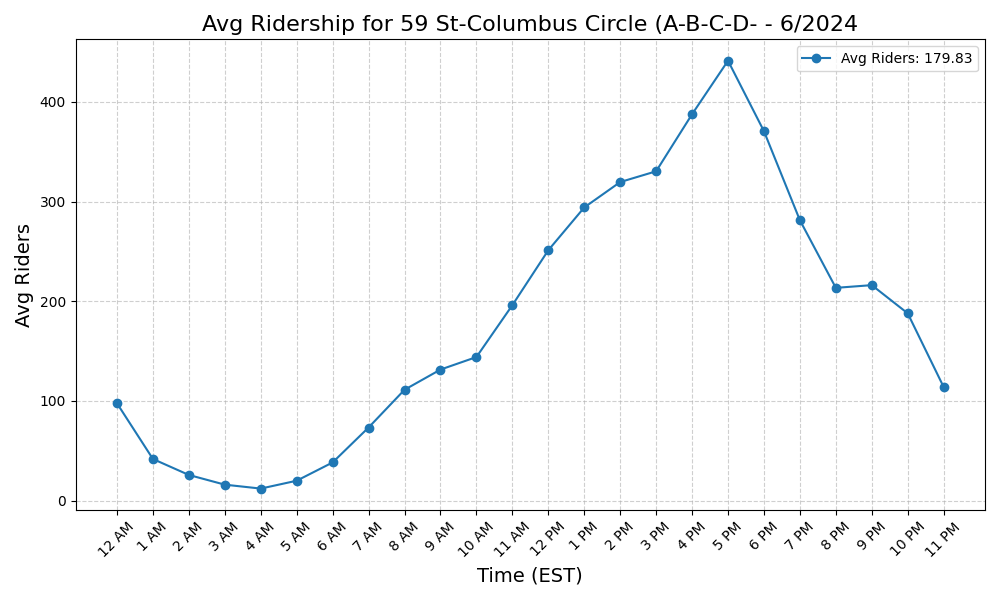 Avg Ridership for 59 St-Columbus Circle (A-B-C-D- - 6/2024
Avg Riders: 179.83
Avg Riders
400
300
200
100
0
12 AM
1 AM
2 AM
3 AM
4 AM
5 AM
6 AM
7 AM
8 AM
9 AM
10 AM
11 AM
12 PM
1 PM
2 PM
3 PM
4 PM
5 PM
6 PM
7 PM
8 PM
9 PM
10 PM
11 PM
Time (EST)